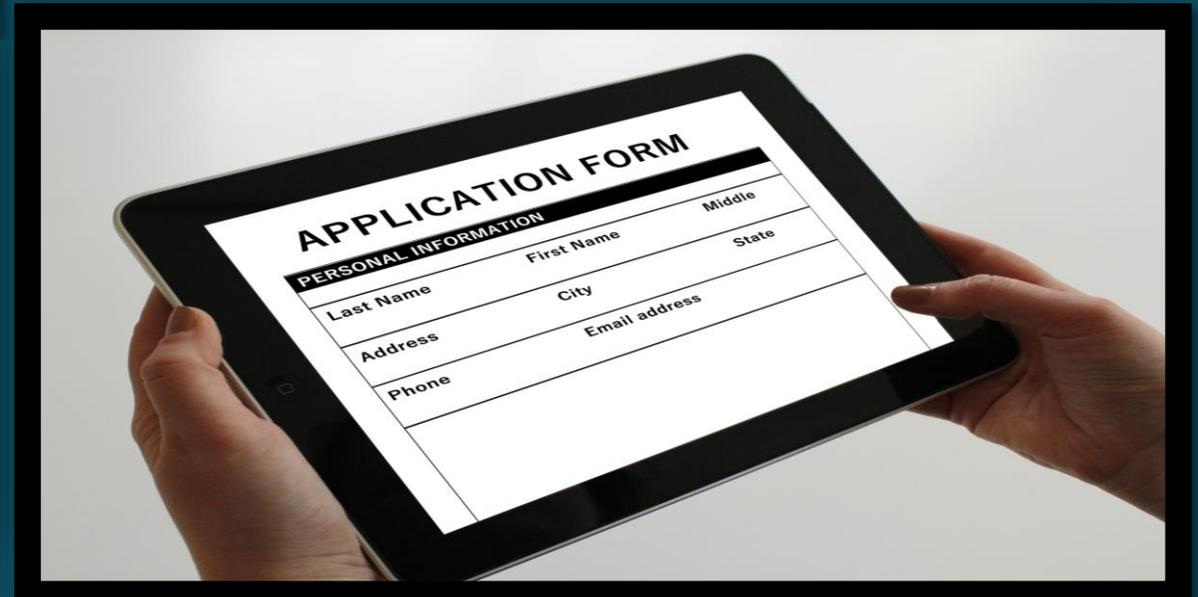 APPLICATION FORM
PERSONAL INFORMATION
Last Name First Name Middle
Address City State
Phone Email address